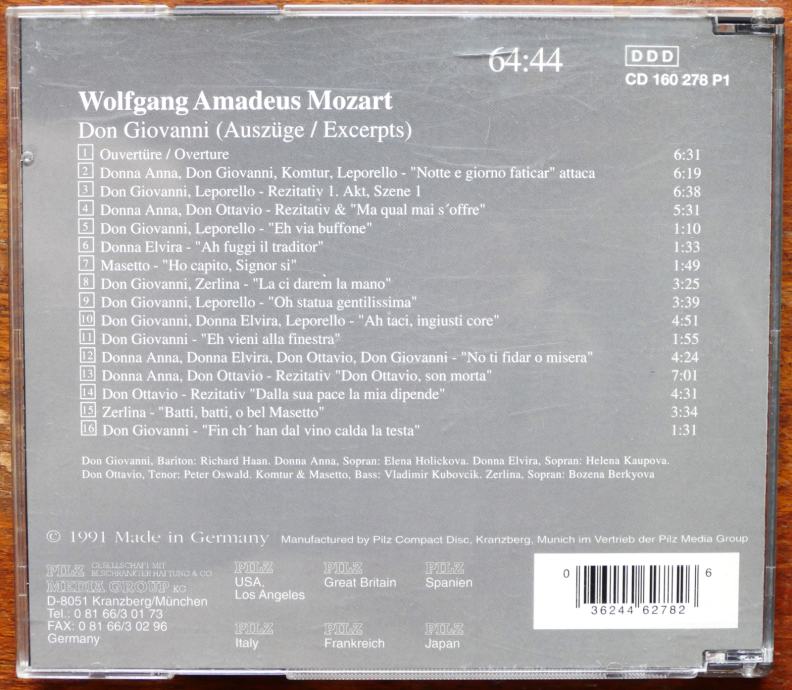 64:44
DDD
CD 160 278 P1
Wolfgang Amadeus Mozart
Don Giovanni (Auszüge / Excerpts)
1 Ouvertüre / Overture 6:31
2 Donna Anna, Don Giovanni, Komtur, Leporello - "Notte e giorno faticar" attaca 6:19
3 Don Giovanni, Leporello - Rezitativ 1. Akt, Szene 1 6:38
4 Donna Anna, Don Ottavio - Rezitativ & "Ma qual mai s´offre" 5:31
5 Don Giovanni, Leporello - "Eh via buffone" 1:10
6 Donna Elvira - "Ah fuggi il traditor" 1:33
7 Masetto - "Ho capito, Signor si" 1:49
8 Don Giovanni, Zerlina - "La ci darem la mano" 3:25
9 Don Giovanni, Leporello - "Oh statua gentilissima" 3:39
10 Don Giovanni, Donna Elvira, Leporello - "Ah taci, ingiusti core" 4:51
11 Don Giovanni - "Eh vieni alla finestra" 1:55
12 Donna Anna, Donna Elvira, Don Ottavio, Don Giovanni - "No ti fidar o misera" 4:24
13 Donna Anna, Don Ottavio - Rezitativ "Don Ottavio, son morta" 7:01
14 Don Ottavio - Rezitativ "Dalla sua pace la mia dipende" 4:31
15 Zerlina - "Batti, batti, o bel Masetto" 3:34
16 Don Giovanni - "Fin ch´ han dal vino calda la testa" 1:31
Don Giovanni, Bariton: Richard Haan. Donna Anna, Sopran: Elena Holickova. Donna Elvira, Sopran: Helena Kaupova.
Don Ottavio, Tenor: Peter Oswald. Komtur & Masetto, Bass: Vladimir Kubovcik. Zerlina, Sopran: Bozena Berkyova
© 1991 Made in Germany Manufactured by Pilz Compact Disc, Kranzberg, Munich im Vertrieb der Pilz Media Group
PILZ GESELLSCHAFT MIT
BESCHRÄNKTER HAFTUNG & CO
MEDIA GROUP KG
D-8051 Kranzberg/München
Tel.: 0 81 66/3 01 73
FAX: 0 81 66/3 02 96
Germany
PILZ
USA,
Los Angeles
PILZ
Great Britain
PILZ
Spanien
PILZ
Italy
PILZ
Frankreich
PILZ
Japan
0 36244 62782 6